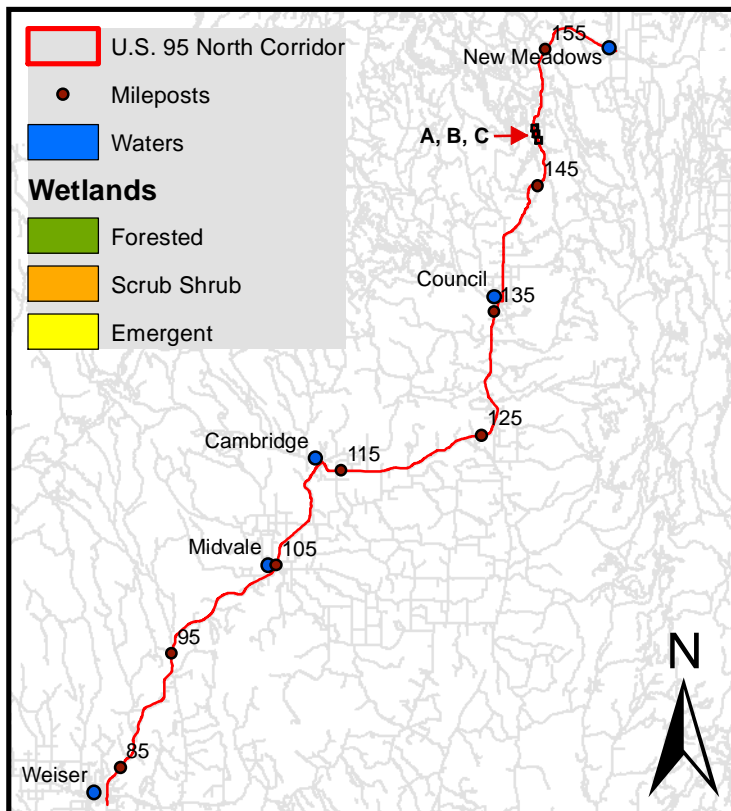 U.S. 95 North Corridor
Mileposts
Waters
Wetlands
Forested
Scrub Shrub
Emergent
155
New Meadows
A, B, C
145
Council
135
125
Cambridge
115
Midvale
105
95
N
85
Weiser